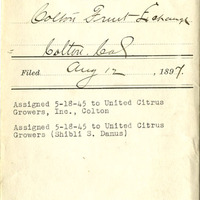 Colton Fruit Exchange
Colton, Cal
Filed Aug 12, 1897.
Assigned 5-18-45 to United Citrus
Growers, Inc., Colton
Assigned 5-18-45 to United Citrus
Growers (Shibli S. Damus)